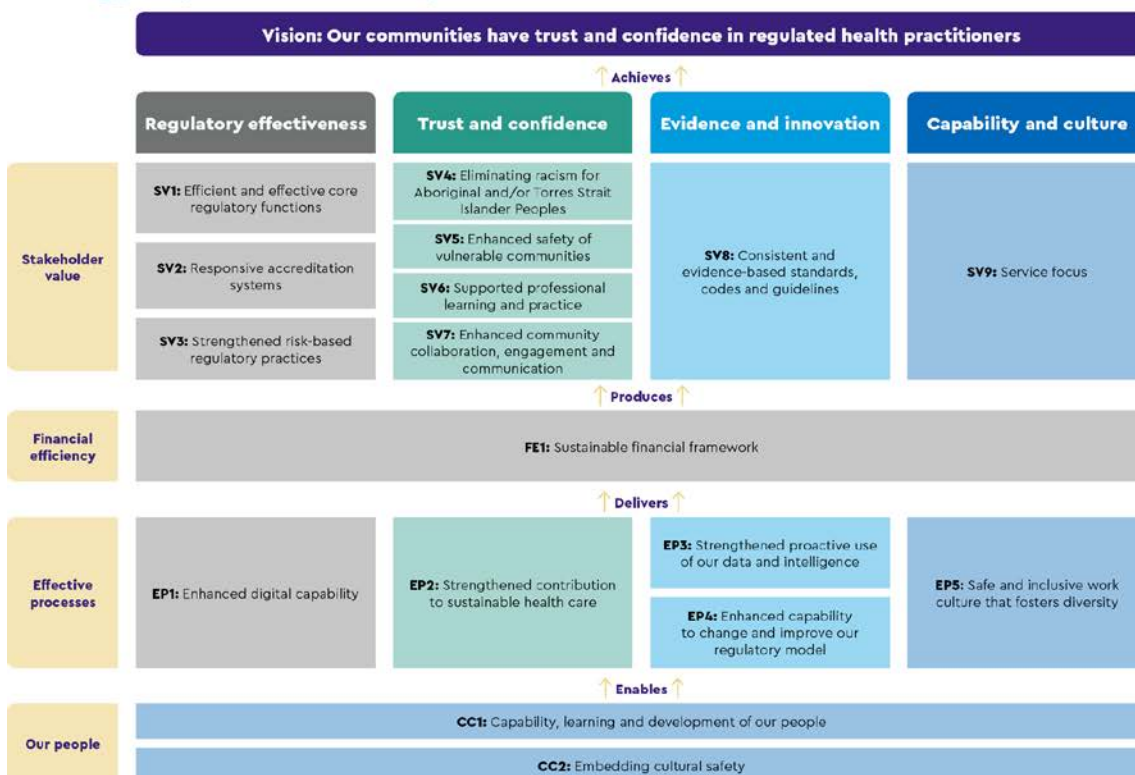 Vision: Our communities have trust and confidence in regulated health practitioners
↑ Achieves ↑
Regulatory effectiveness
Trust and confidence
Evidence and innovation
Capability and culture
Stakeholder
value
SV1: Efficient and effective core
regulatory functions
SV2: Responsive accreditation
systems
SV3: Strengthened risk-based
regulatory practices
SV4: Eliminating racism for
Aboriginal and/or Torres Strait
Islander Peoples
SV5: Enhanced safety of
vulnerable communities
SV6: Supported professional
learning and practice
SV7: Enhanced community
collaboration, engagement and
communication
SV8: Consistent and
evidence-based standards,
codes and guidelines
SV9: Service focus
↑ Produces ↑
Financial
efficiency
FE1: Sustainable financial framework
↑ Delivers ↑
Effective
processes
EP1: Enhanced digital capability
EP2: Strengthened contribution
to sustainable health care
EP3: Strengthened proactive use
of our data and intelligence
EP4: Enhanced capability
to change and improve our
regulatory model
EP5: Safe and inclusive work
culture that fosters diversity
↑ Enables ↑
Our people
CC1: Capability, learning and development of our people
CC2: Embedding cultural safety